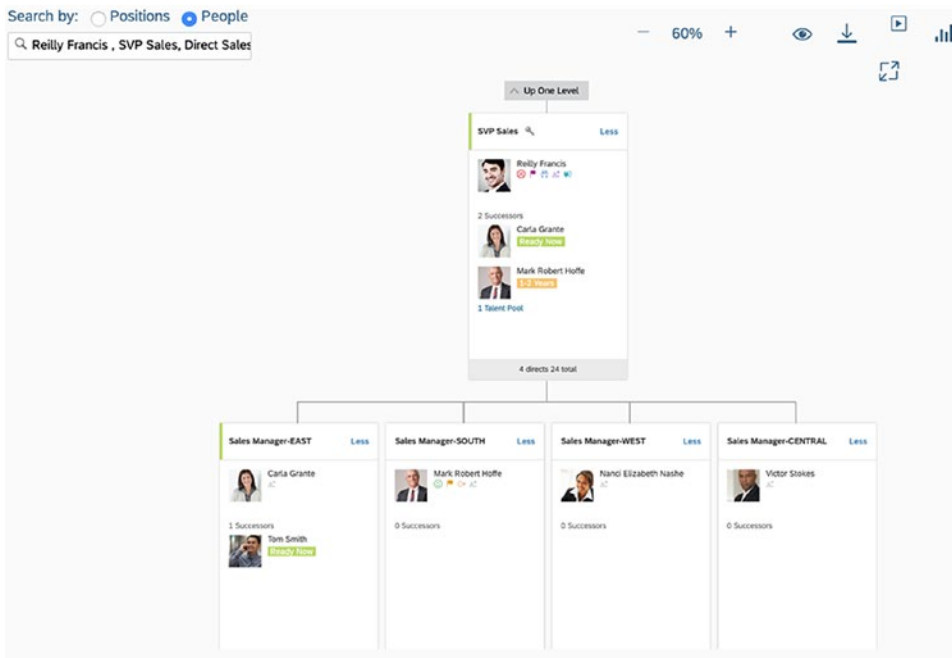 Search by: Positions People
Reilly Francis , SVP Sales, Direct Sales
60%
Up One Level
SVP Sales Less
Reilly Francis
2 Successors
Carla Grante
Ready Now
Mark Robert Hoffe
1-2 Years
1 Talent Pool
4 directs 24 total
Sales Manager-EAST Less
Carla Grante
1 Successors
Tom Smith
Ready Now
Sales Manager-SOUTH Less
Mark Robert Hoffe
0 Successors
Sales Manager-WEST Less
Nanci Elizabeth Nashe
0 Successors
Sales Manager-CENTRAL Less
Victor Stokes
0 Successors